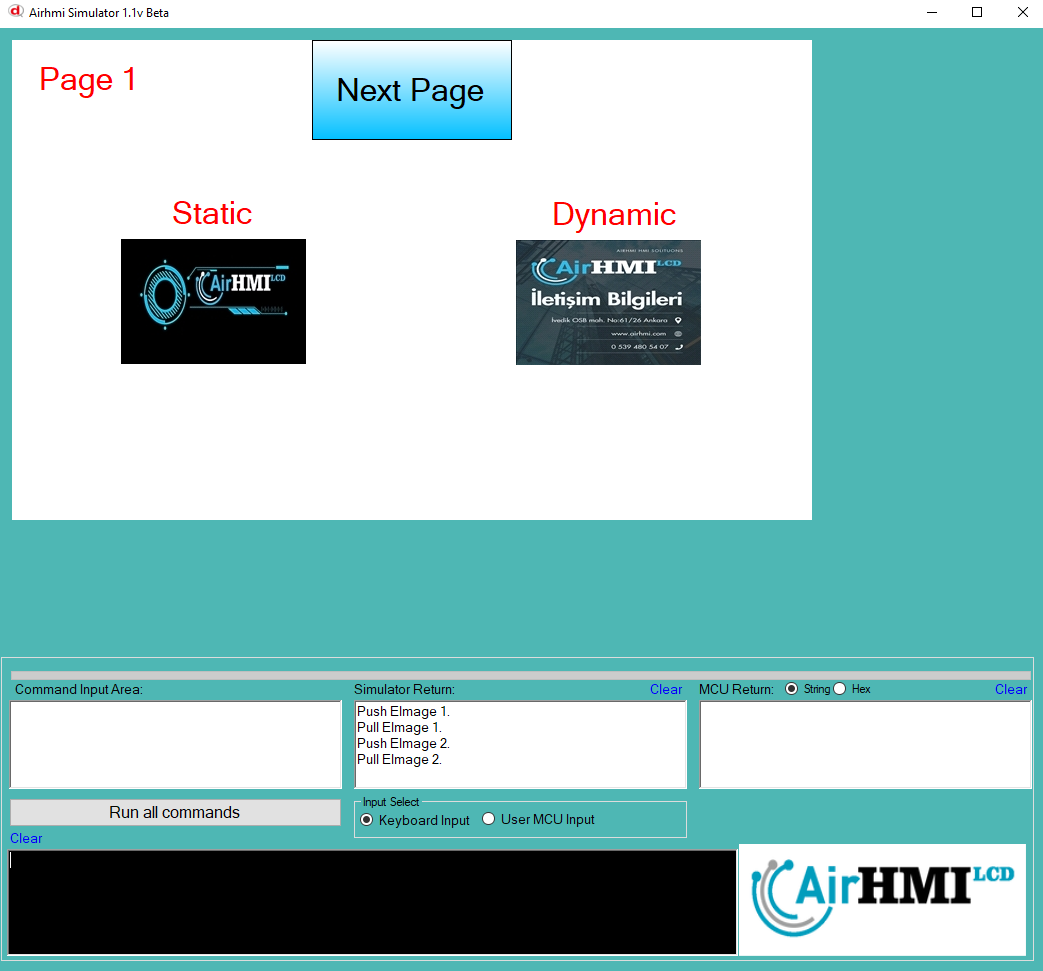 Airhmi Simulator 1.1v Beta
Page 1
Next Page
Static
Dynamic
AirHMI LCD
AIRHMI HMI SOLITUONS
AirHMI LCD
İletişim Bilgileri
İvedik OSB mah. No:61/26 Ankara
www.airhmi.com
0 539 480 54 07
Command Input Area:
Simulator Return:
Clear
MCU Return:
String
Hex
Clear
Push EImage 1.
Pull EImage 1.
Push EImage 2.
Pull EImage 2.
Run all commands
Input Select
Keyboard Input
User MCU Input
Clear
AirHMI LCD